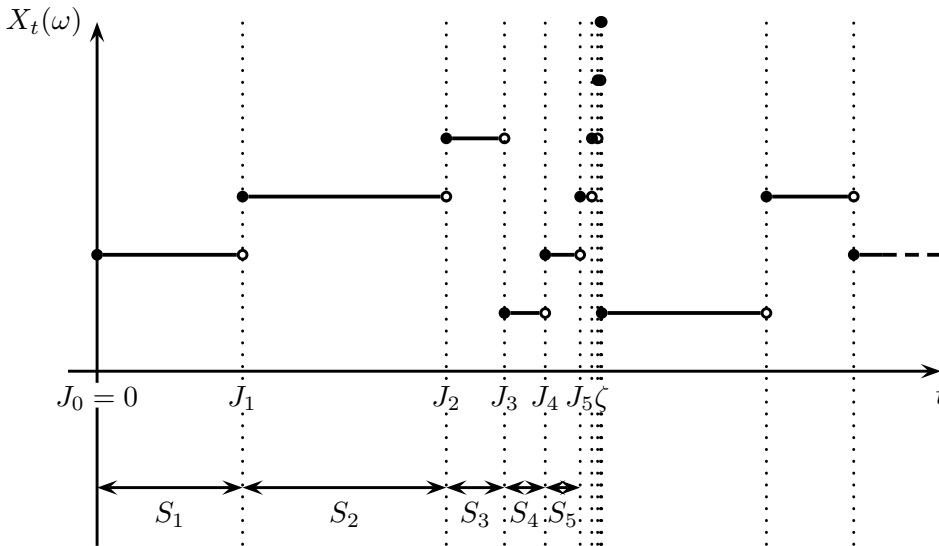 X_t(ω)
J_0 = 0 J_1 J_2 J_3 J_4 J_5 ζ t
S_1 S_2 S_3 S_4 S_5